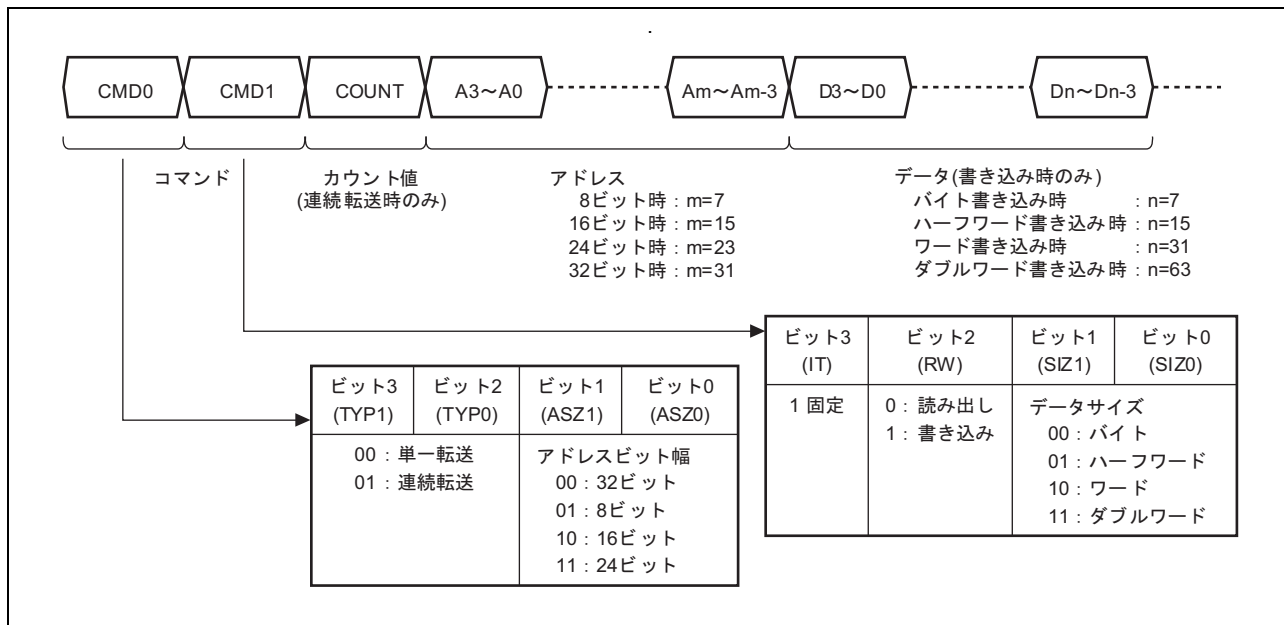 CMD0 CMD1 COUNT A3～A0 Am～Am-3 D3～D0 Dn～Dn-3
コマンド
カウント値
(連続転送時のみ)
アドレス
8ビット時：m=7
16ビット時：m=15
24ビット時：m=23
32ビット時：m=31
データ(書き込み時のみ)
バイト書き込み時：n=7
ハーフワード書き込み時：n=15
ワード書き込み時：n=31
ダブルワード書き込み時：n=63
ビット3 ビット2 ビット1 ビット0
(IT) (RW) (SIZ1) (SIZ0)
1 固定 0：読み出し データサイズ
1：書き込み 00：バイト
01：ハーフワード
10：ワード
11：ダブルワード
ビット3 ビット2 ビット1 ビット0
(TYP1) (TYP0) (ASZ1) (ASZ0)
00：単一転送 アドレスビット幅
01：連続転送 00：32ビット
01：8ビット
10：16ビット
11：24ビット